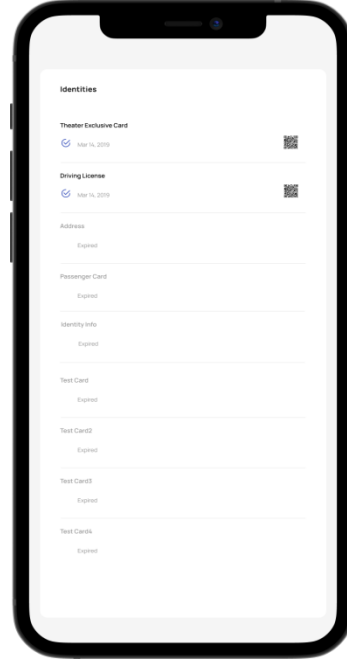 Identities
Theater Exclusive Card
Mar 14, 2019
Driving License
Mar 14, 2019
Address
Expired
Passenger Card
Expired
Identity Info
Expired
Test Card
Expired
Test Card2
Expired
Test Card3
Expired
Test Card4
Expired